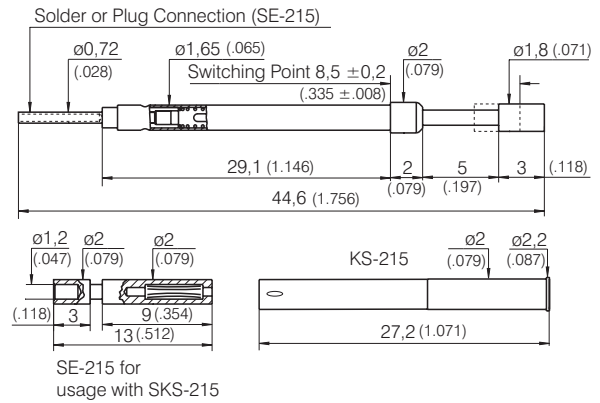 Solder or Plug Connection (SE-215)
ø0,72
(.028)
ø1,65 (.065)
ø2
(.079)
ø1,8 (.071)
Switching Point 8,5 ±0,2
(.335 ±.008)
29,1 (1.146)
2
(.079)
5
(.197)
3
(.118)
44,6 (1.756)
ø1,2
(.047)
ø2
(.079)
ø2
(.079)
KS-215
ø2
(.079)
ø2,2
(.087)
(.118)
3
9 (.354)
13 (.512)
27,2 (1.071)
SE-215 for
usage with SKS-215